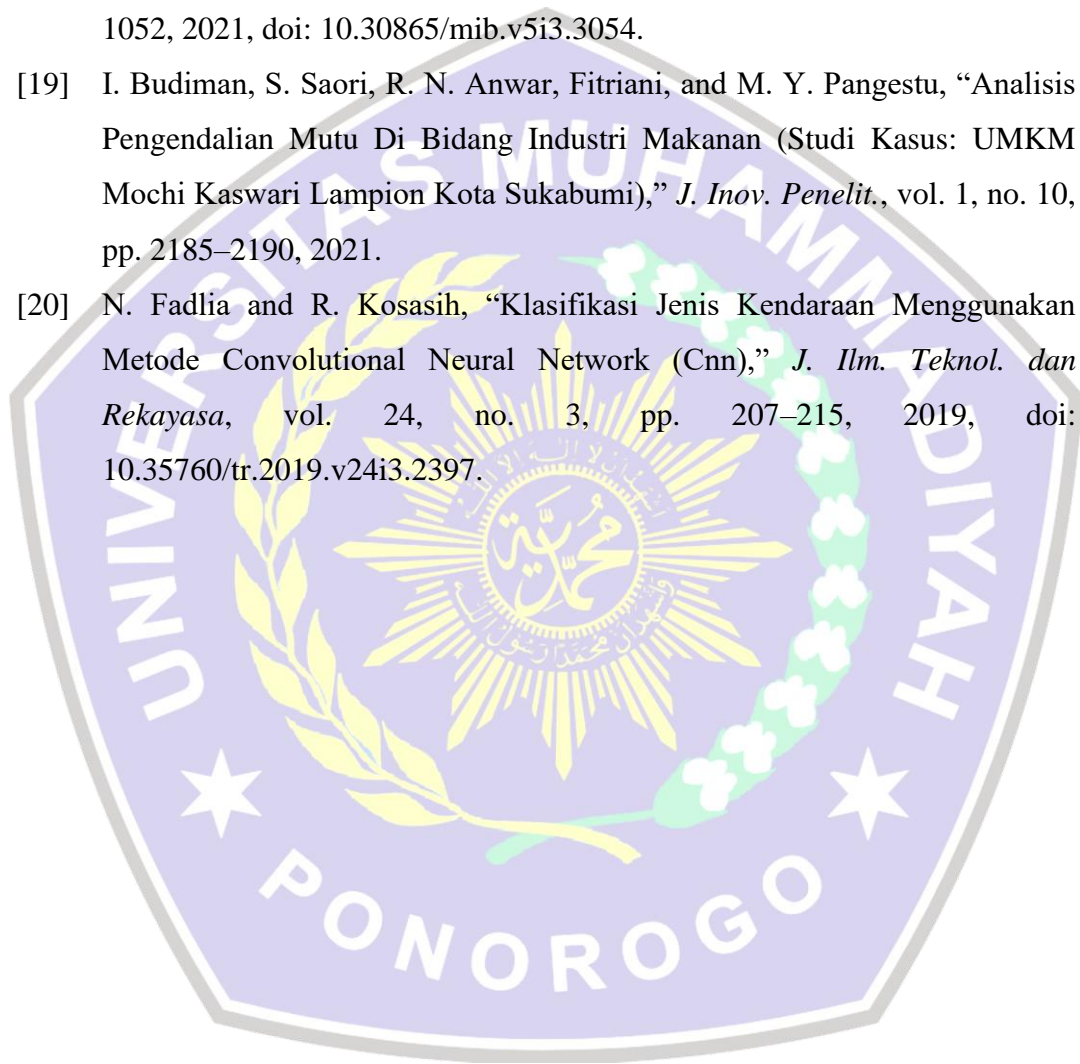 1052, 2021, doi: 10.30865/mib.v5i3.3054.
[19] I. Budiman, S. Saori, R. N. Anwar, Fitriani, and M. Y. Pangestu, “Analisis
Pengendalian Mutu Di Bidang Industri Makanan (Studi Kasus: UMKM
Mochi Kaswari Lampion Kota Sukabumi),” J. Inov. Penelit., vol. 1, no. 10,
pp. 2185–2190, 2021.
[20] N. Fadlia and R. Kosasih, “Klasifikasi Jenis Kendaraan Menggunakan
Metode Convolutional Neural Network (Cnn),” J. Ilm. Teknol. dan
Rekayasa, vol. 24, no. 3, pp. 207–215, 2019, doi:
10.35760/tr.2019.v24i3.2397.
UNIVERSITAS MUHAMMADIYAH
PONOROGO
محمدية